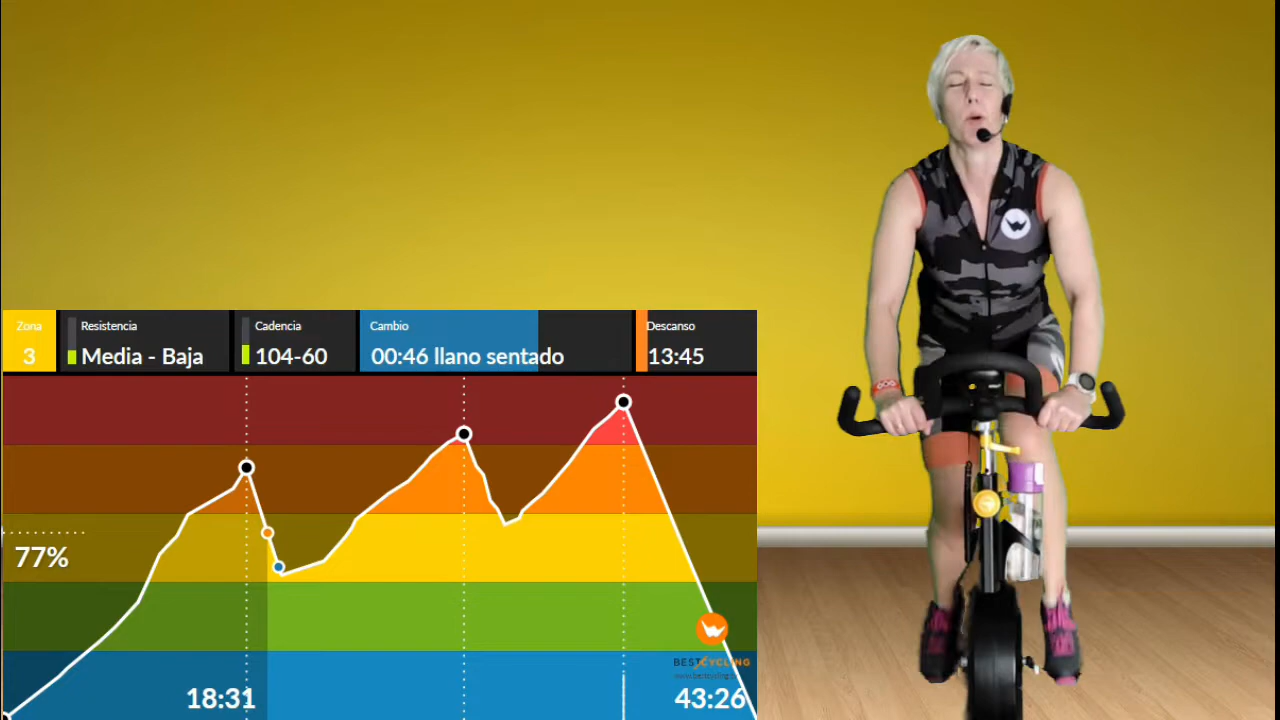 Zona
3
Resistencia
Media - Baja
Cadencia
104-60
Cambio
00:46 llano sentado
Descanso
13:45
77%
18:31
43:26
BESTCYCLING